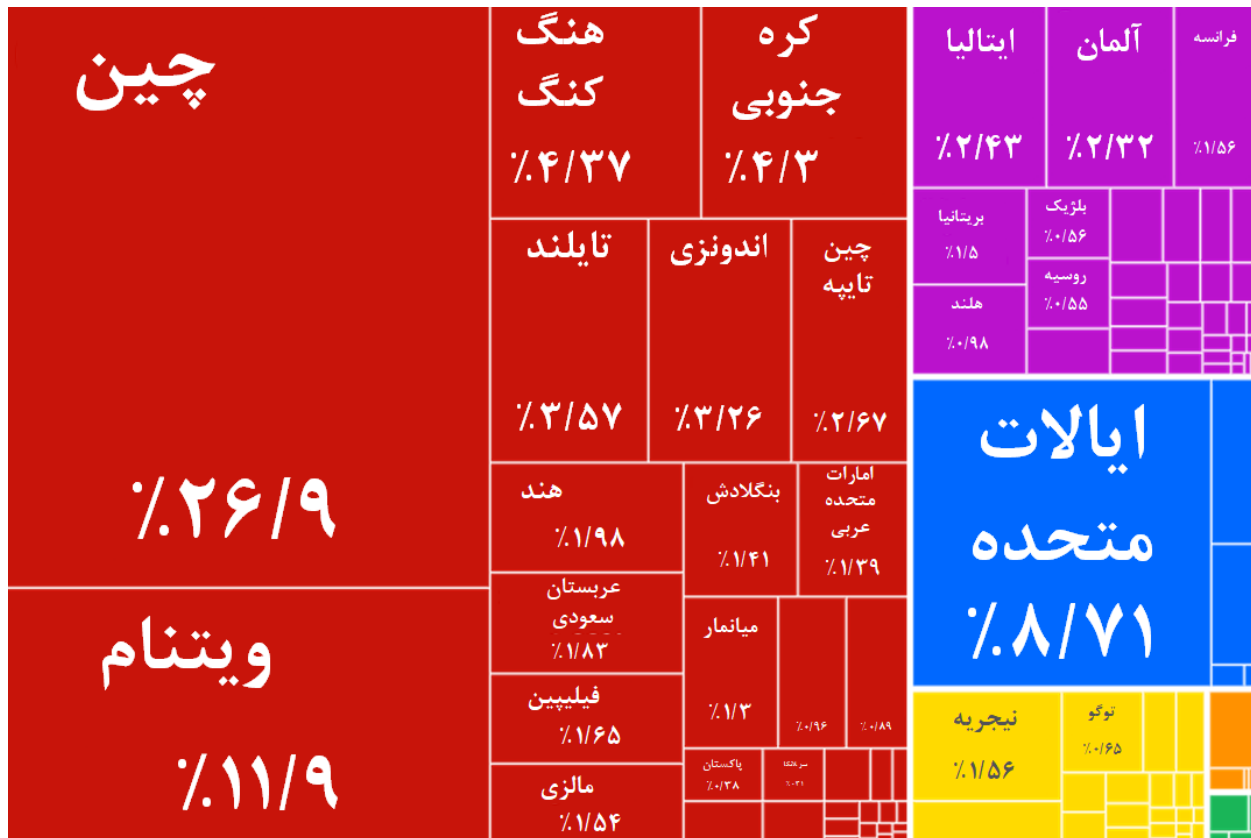 چین
٪۲۶/۹
ویتنام
٪۱۱/۹
هنگ
کنگ
٪۴/۳۷
کره
جنوبی
٪۴/۳
تایلند
٪۳/۵۷
اندونزی
٪۳/۲۶
چین
تایپه
٪۲/۶۷
هند
٪۱/۹۸
عربستان
سعودی
٪۱/۸۳
فیلیپین
٪۱/۶۵
مالزی
٪۱/۵۴
بنگلادش
٪۱/۴۱
امارات
متحده
عربی
٪۱/۳۹
میانمار
٪۱/۳
٪۰/۹۶
٪۰/۸۹
پاکستان
٪۰/۳۸
سر لانکا
٪۰/۳۱
ایتالیا
٪۲/۴۳
آلمان
٪۲/۳۲
فرانسه
٪۱/۵۶
بریتانیا
٪۱/۵
هلند
٪۰/۹۸
بلژیک
٪۰/۵۶
روسیه
٪۰/۵۵
ایالات
متحده
٪۸/۷۱
نیجریه
٪۱/۵۶
توگو
٪۰/۶۵